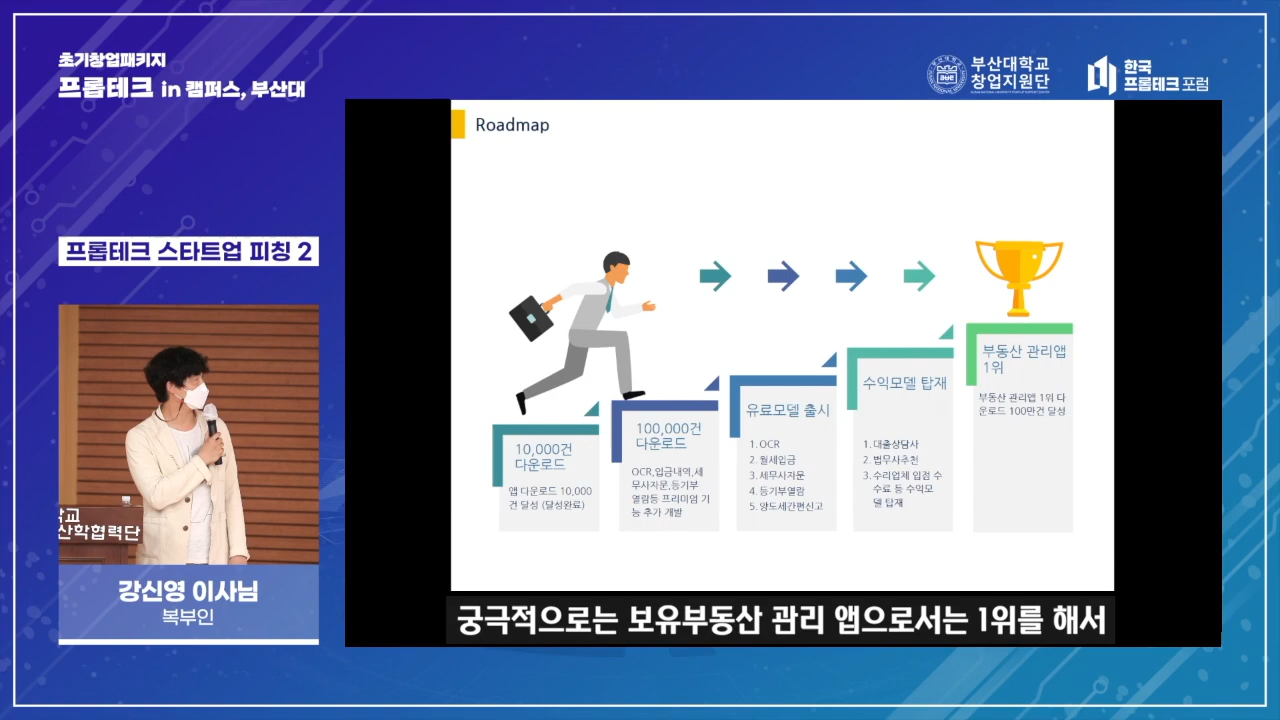 초기창업패키지
프롭테크 in 캠퍼스, 부산대
부산대학교
창업지원단
한국
프롭테크포럼
프롭테크 스타트업 피칭 2
학교
산학협력단
강신영 이사님
복부인
Roadmap
10,000건
다운로드
앱 다운로드 10,000
건 달성 (달성완료)
100,000건
다운로드
OCR,입금내역,세
무사자문,등기부
열람등 프리미엄 기
능 추가 개발
유료모델 출시
1. OCR
2. 월세입금
3. 세무사자문
4. 등기부열람
5. 양도세간편신고
수익모델 탑재
1. 대출상담사
2. 법무사추천
3. 수리업체 입점 수
수료 등 수익모
델 탑재
부동산 관리앱
1위
부동산 관리앱 1위 다
운로드 100만건 달성
궁극적으로는 보유부동산 관리 앱으로서는 1위를 해서